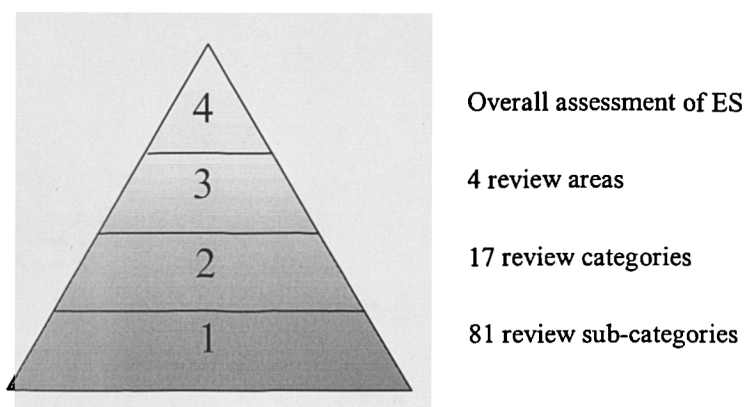 4
Overall assessment of ES
3
4 review areas
2
17 review categories
1
81 review sub-categories